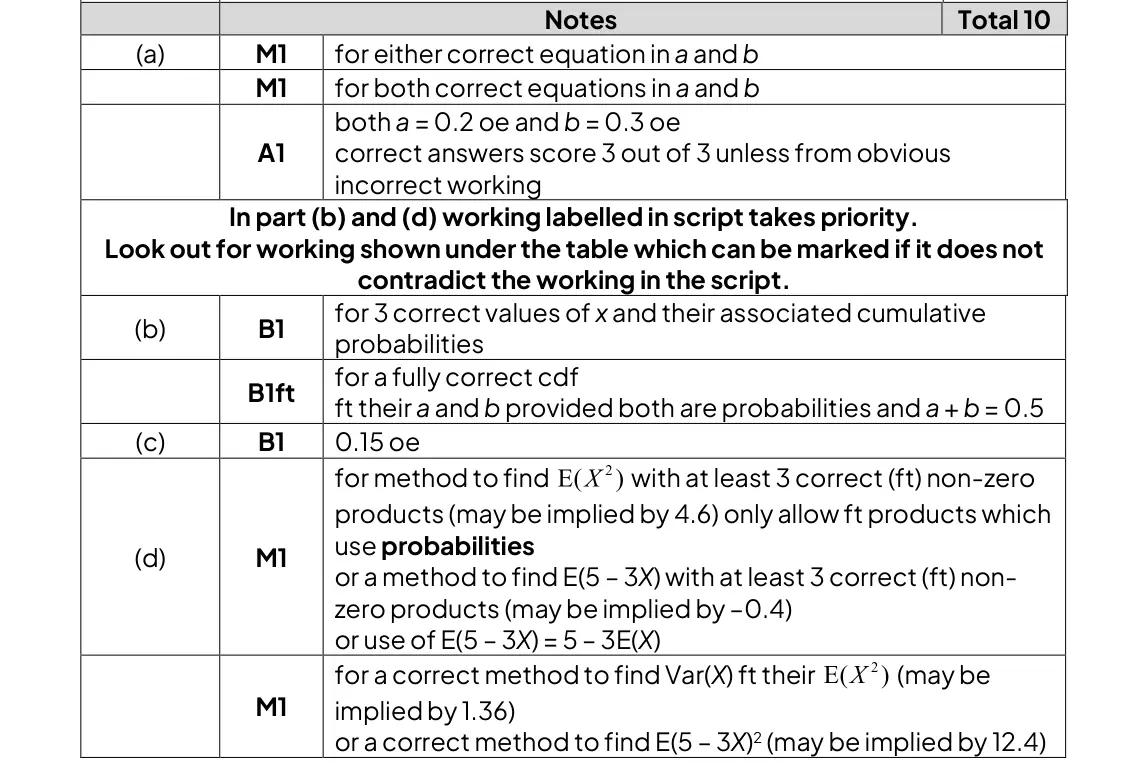 Notes Total 10
(a) M1 for either correct equation in a and b
M1 for both correct equations in a and b
both a = 0.2 oe and b = 0.3 oe
A1 correct answers score 3 out of 3 unless from obvious
incorrect working
In part (b) and (d) working labelled in script takes priority.
Look out for working shown under the table which can be marked if it does not
contradict the working in the script.
(b) B1 for 3 correct values of x and their associated cumulative
probabilities
B1ft for a fully correct cdf
ft their a and b provided both are probabilities and a + b = 0.5
(c) B1 0.15 oe
for method to find E(X²) with at least 3 correct (ft) non-zero
products (may be implied by 4.6) only allow ft products which
(d) M1 use probabilities
or a method to find E(5 – 3X) with at least 3 correct (ft) non-
zero products (may be implied by –0.4)
or use of E(5 – 3X) = 5 – 3E(X)
M1 for a correct method to find Var(X) ft their E(X²) (may be
implied by 1.36)
or a correct method to find E(5 – 3X)² (may be implied by 12.4)